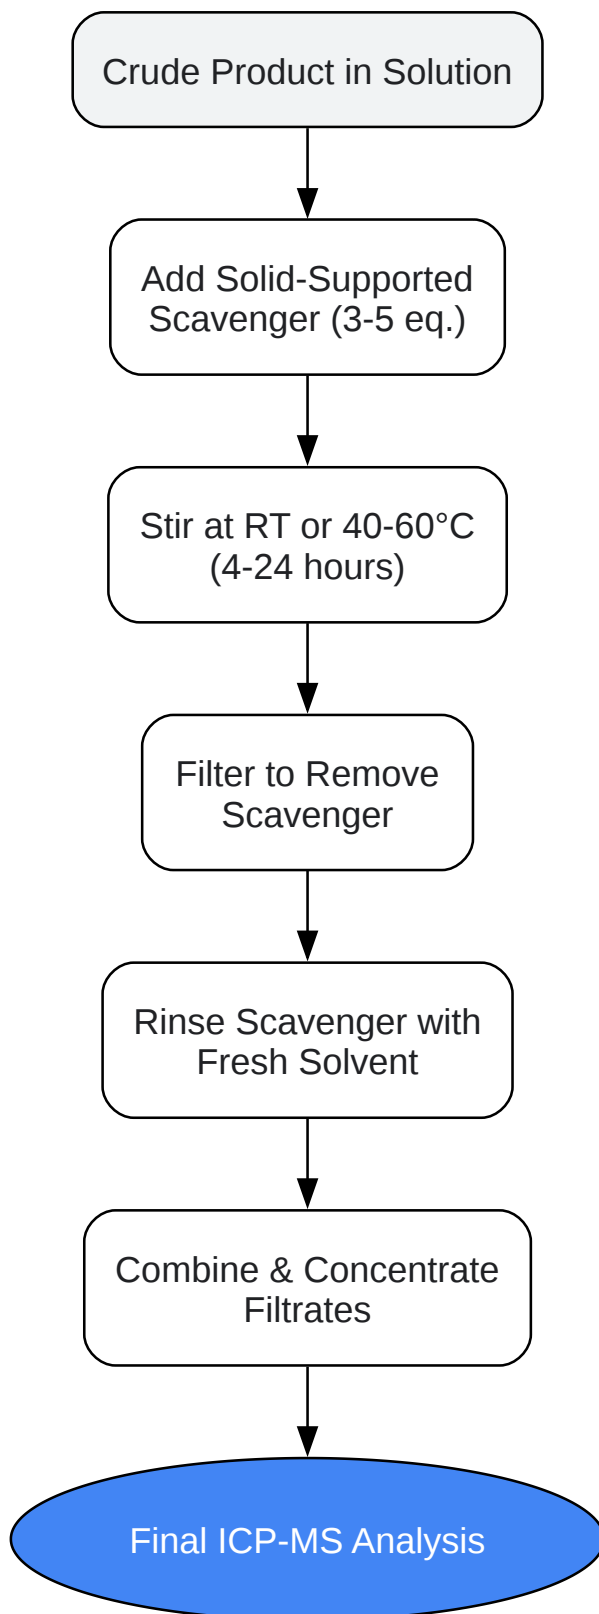 Crude Product in Solution
Add Solid-Supported
Scavenger (3-5 eq.)
Stir at RT or 40-60°C
(4-24 hours)
Filter to Remove
Scavenger
Rinse Scavenger with
Fresh Solvent
Combine & Concentrate
Filtrates
Final ICP-MS Analysis